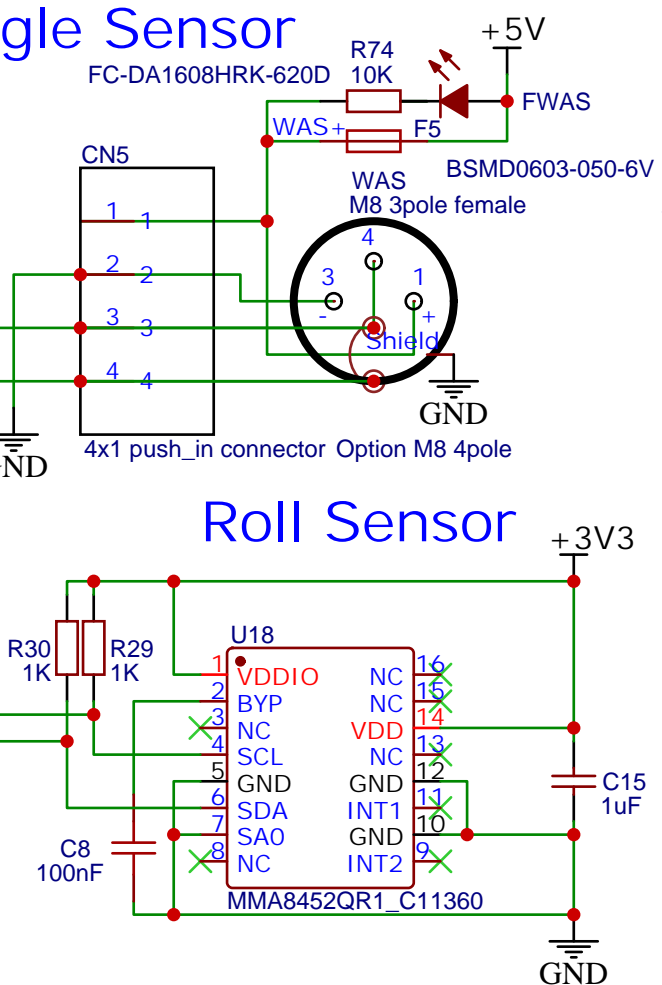 gle Sensor
+5V
R74
10K
FC-DA1608HRK-620D
FWAS
WAS+
F5
BSMD0603-050-6V
CN5
WAS
M8 3pole female
1 1
2 2
3 3
4 4
4
3
1
-
+
Shield
GND
ND
4x1 push_in connector
Option M8 4pole
Roll Sensor
+3V3
R30
1K
R29
1K
U18
1 VDDIO
2 BYP
3 NC
4 SCL
5 GND
6 SDA
7 SA0
8 NC
NC 16
NC 15
VDD 14
NC 13
GND 12
INT1 11
GND 10
INT2 9
C8
100nF
C15
1uF
MMA8452QR1_C11360
GND